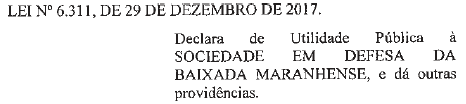 LEI Nº 6.311, DE 29 DE DEZEMBRO DE 2017.
Declara de Utilidade Pública à
SOCIEDADE EM DEFESA DA
BAIXADA MARANHENSE, e dá outras
providências.